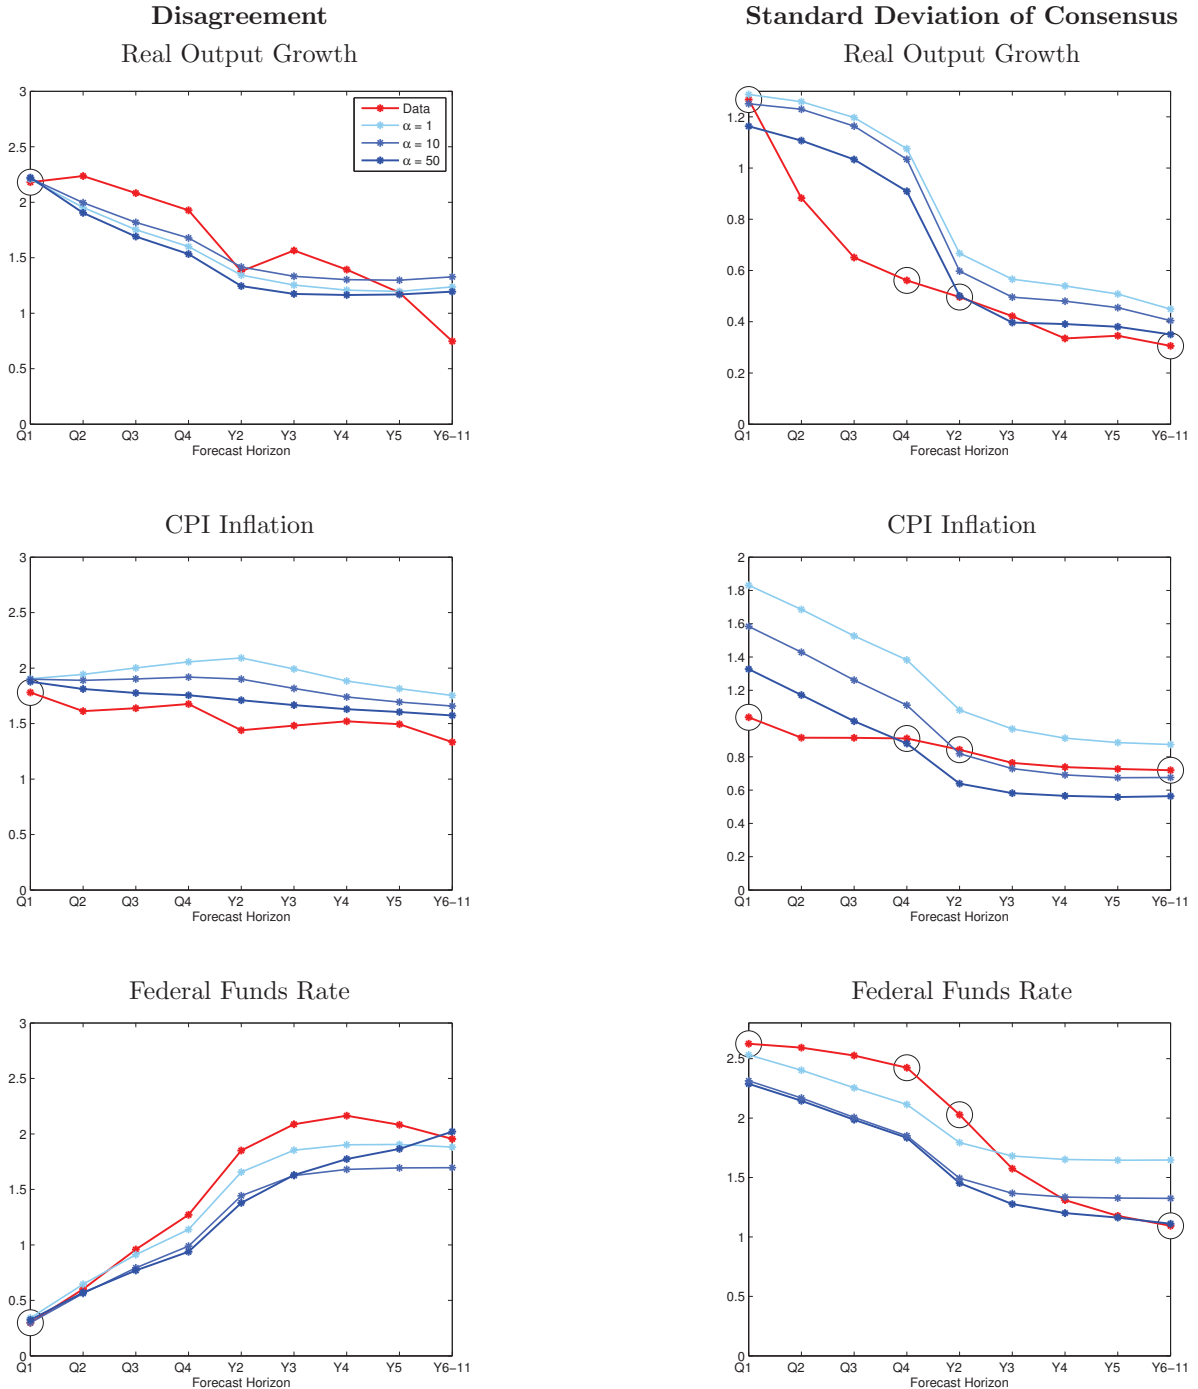 Disagreement
Real Output Growth
3
2.5
2
1.5
1
0.5
0
Data
α = 1
α = 10
α = 50
Q1 Q2 Q3 Q4 Y2 Y3 Y4 Y5 Y6−11
Forecast Horizon
Standard Deviation of Consensus
Real Output Growth
1.2
1
0.8
0.6
0.4
0.2
0
Q1 Q2 Q3 Q4 Y2 Y3 Y4 Y5 Y6−11
Forecast Horizon
CPI Inflation
3
2.5
2
1.5
1
0.5
0
Q1 Q2 Q3 Q4 Y2 Y3 Y4 Y5 Y6−11
Forecast Horizon
CPI Inflation
2
1.8
1.6
1.4
1.2
1
0.8
0.6
0.4
0.2
0
Q1 Q2 Q3 Q4 Y2 Y3 Y4 Y5 Y6−11
Forecast Horizon
Federal Funds Rate
3
2.5
2
1.5
1
0.5
0
Q1 Q2 Q3 Q4 Y2 Y3 Y4 Y5 Y6−11
Forecast Horizon
Federal Funds Rate
2.5
2
1.5
1
0.5
0
Q1 Q2 Q3 Q4 Y2 Y3 Y4 Y5 Y6−11
Forecast Horizon